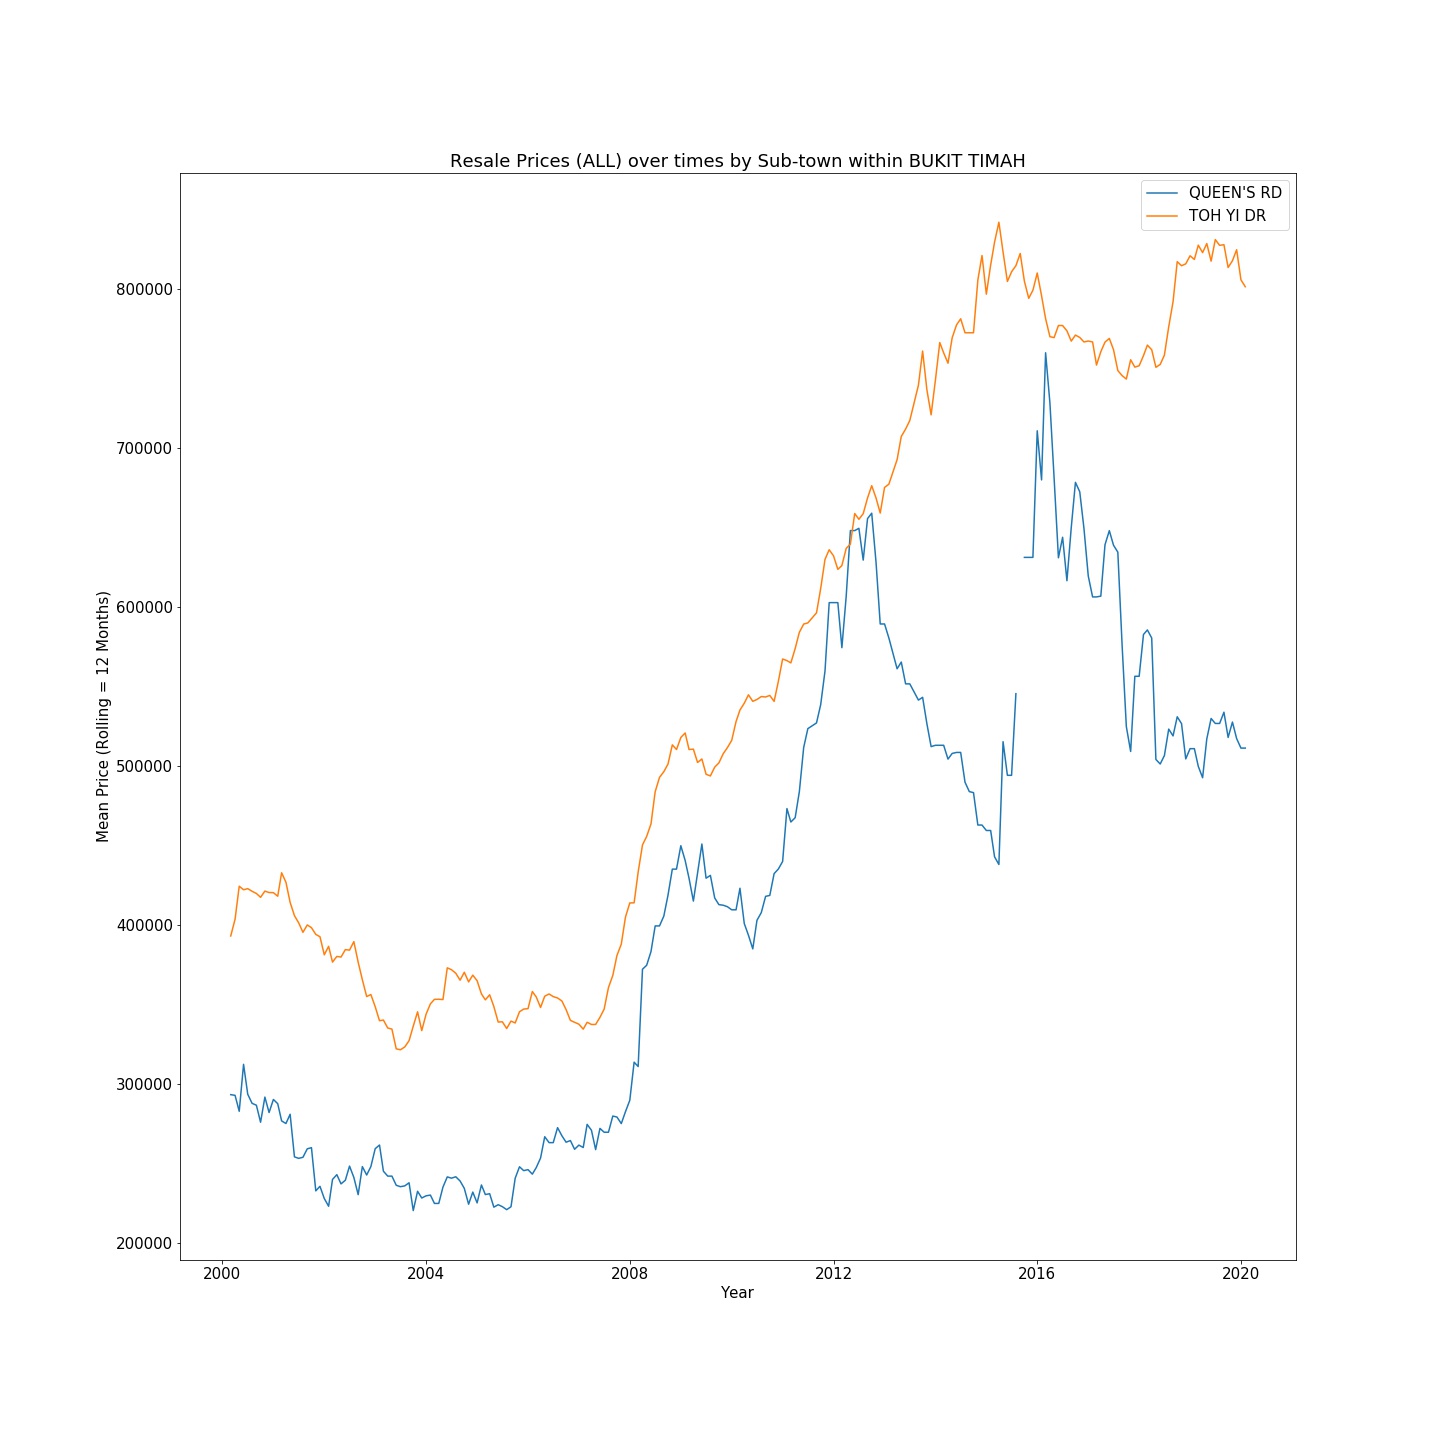 Resale Prices (ALL) over times by Sub-town within BUKIT TIMAH
QUEEN'S RD
TOH YI DR
800000
700000
600000
500000
400000
300000
200000
Mean Price (Rolling = 12 Months)
2000 2004 2008 2012 2016 2020
Year